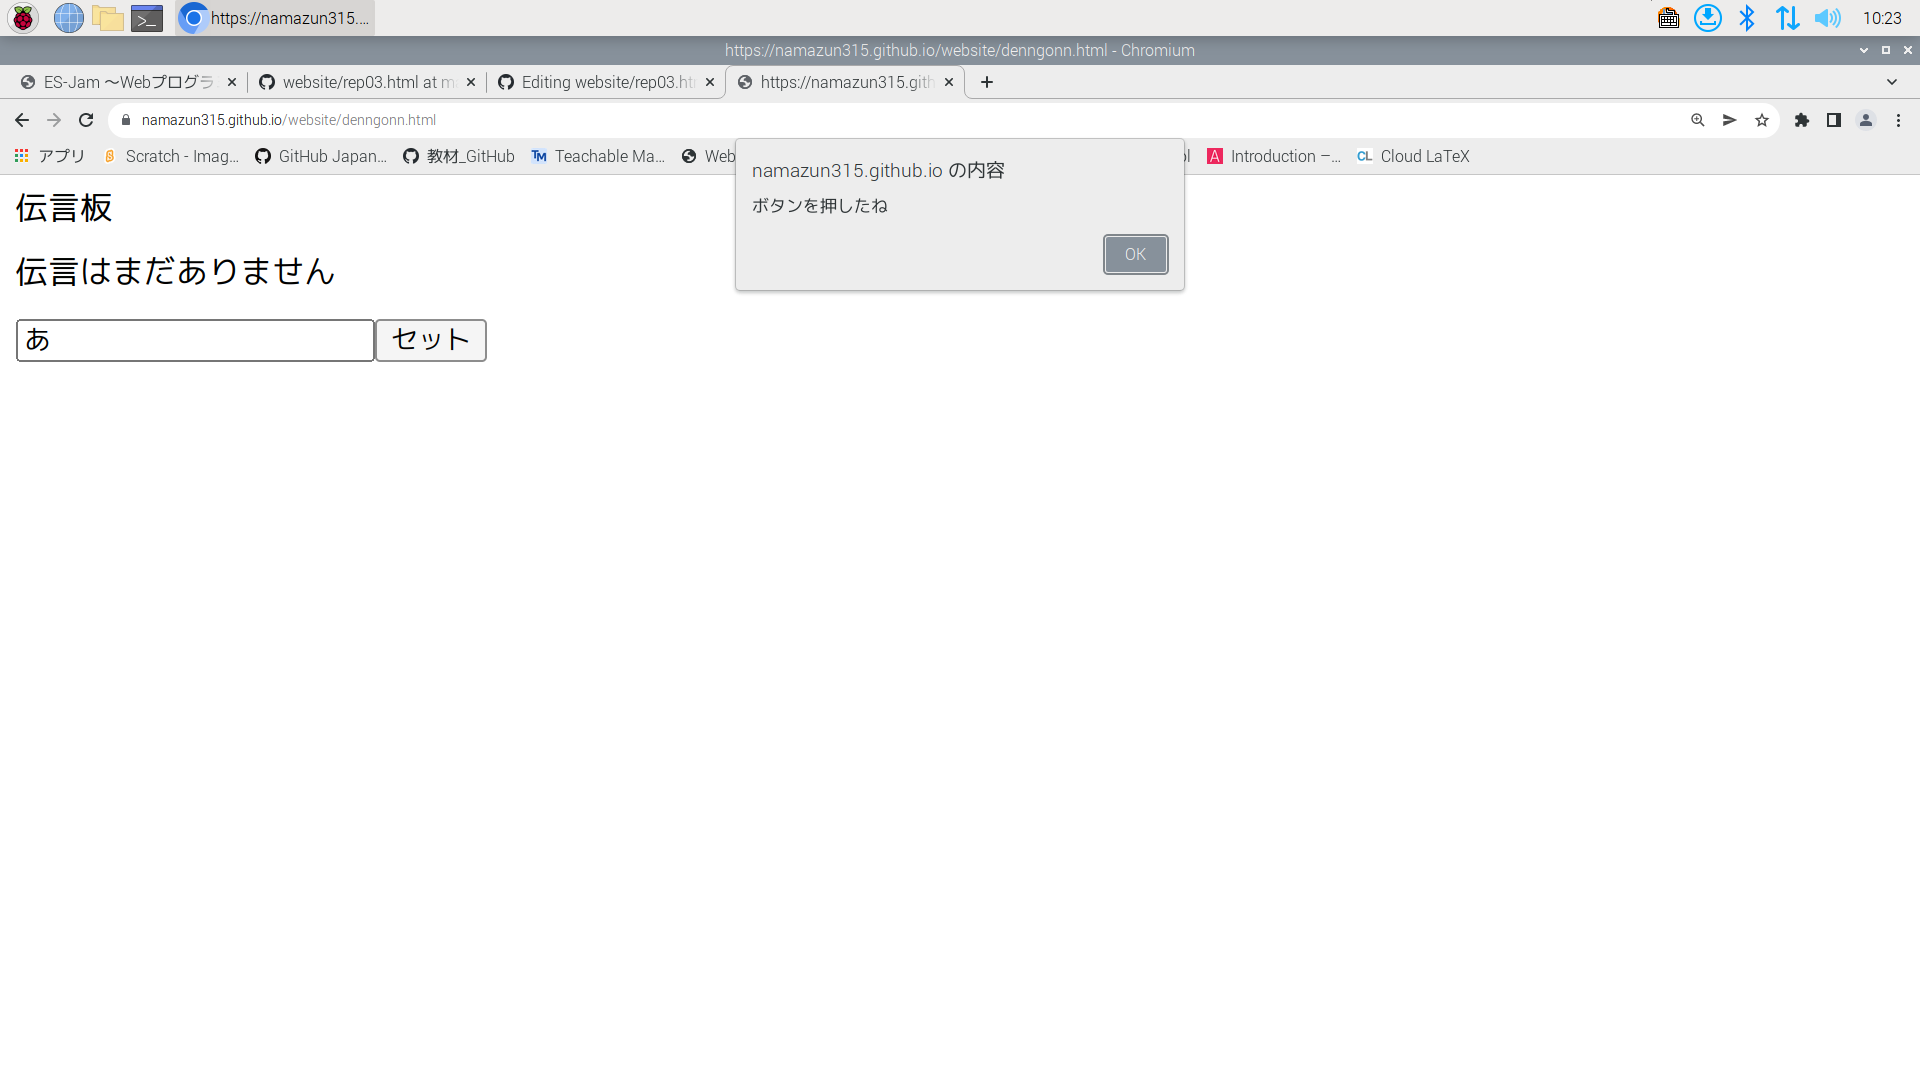 https://namazun315....
10:23
https://namazun315.github.io/website/denngonn.html - Chromium
ES-Jam ～Webプログラ
website/rep03.html at m
Editing website/rep03.ht
https://namazun315.gith
namazun315.github.io/website/denngonn.html
アプリ
Scratch - Imag...
GitHub Japan...
教材_GitHub
Teachable Ma...
Web
Introduction –...
CL Cloud LaTeX
namazun315.github.io の内容
ボタンを押したね
OK
伝言板
伝言はまだありません
あ
セット